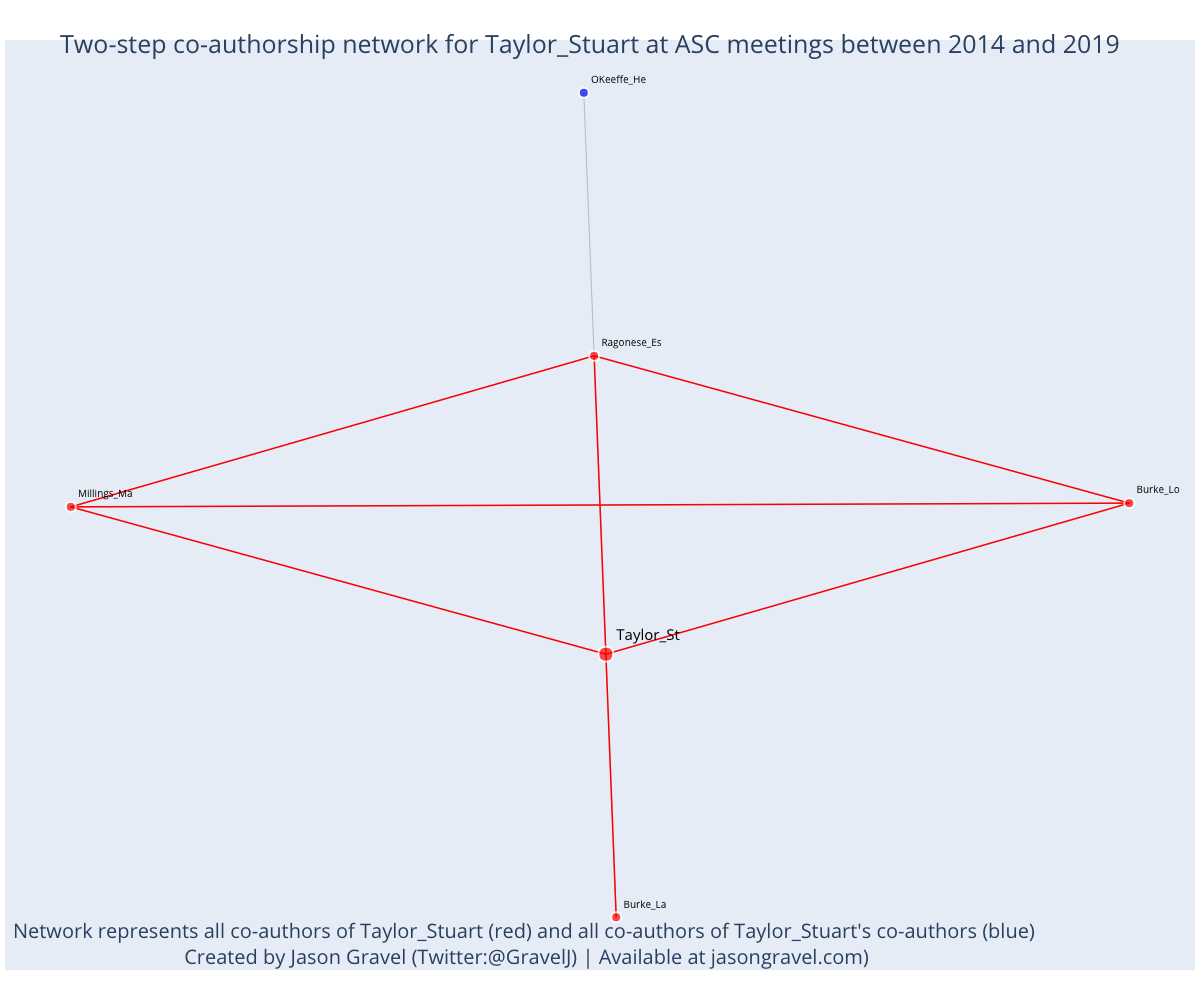 Two-step co-authorship network for Taylor_Stuart at ASC meetings between 2014 and 2019
OKeeffe_He
Ragonese_Es
Millings_Ma
Burke_Lo
Taylor_St
Burke_La
Network represents all co-authors of Taylor_Stuart (red) and all co-authors of Taylor_Stuart's co-authors (blue)
Created by Jason Gravel (Twitter:@GravelJ) | Available at jasongravel.com)